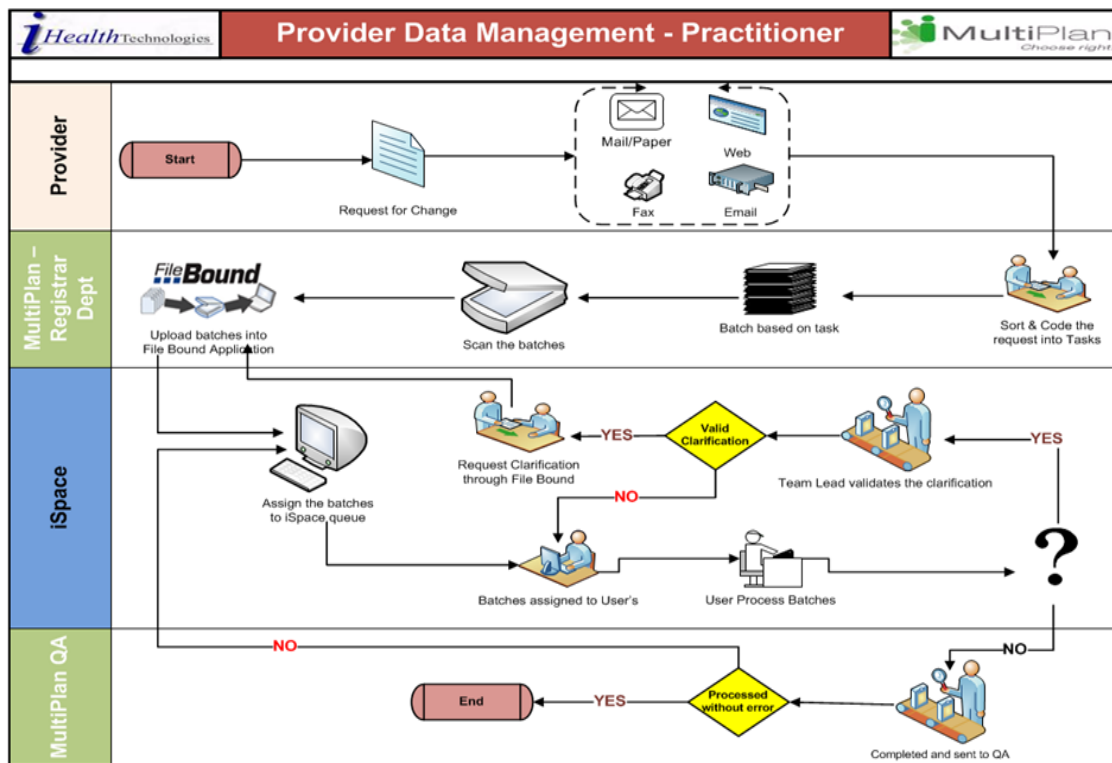 iHealth Technologies
Provider Data Management - Practitioner
MultiPlan
Choose right.
Provider
Start
Request for Change
Mail/Paper
Web
Fax
Email
MultiPlan –
Registrar
Dept
FileBound
Upload batches into
File Bound Application
Scan the batches
Batch based on task
Sort & Code the
request into Tasks
iSpace
Assign the batches
to iSpace queue
Request Clarification
through File Bound
YES
Valid
Clarification
Team Lead validates the clarification
YES
NO
Batches assigned to User's
User Process Batches
?
MultiPlan QA
NO
NO
End
YES
Processed
without error
Completed and sent to QA